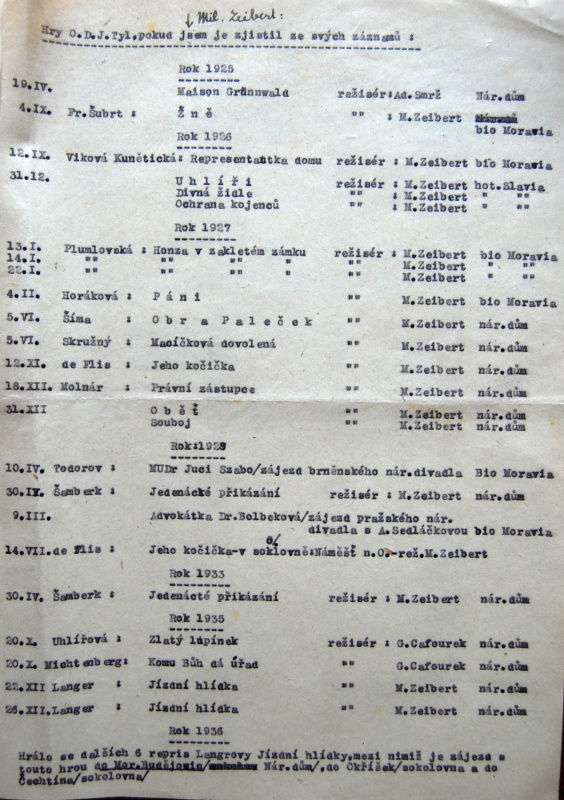 ↓ Mil. Zeibert:
Hry O.D.J.Tyl,pokud jsem je zjistil ze svých záznamů :
Rok 1925
19.IV. Maison Grünnwald režisér:Ad.Smrž Nár.dům
4.IX. Fr.Šubrt : Ž n ě "" : M.Zeibert
bio Moravia
Rok 1926
12.IX. Viková Kunětická: Representantka domu režisér : M.Zeibert bio Moravia
31.12. U h l í ř i režisér : M.Zeibert hot.Slavia
Divná židle "" : M.Zeibert " "
Ochrana kojenců "" : M.Zeibert " "
Rok 1927
13.I. Plumlovská : Honza v zakletém zámku režisér : M.Zeibert bio Moravia
14.I. "" "" "" " "" M.Zeibert " ""
22.I. "" "" "" " "" M.Zeibert " ""
4.II. Horáková : P á n i "" M.Zeibert bio Moravia
5.VI. Šíma : O b r a P a l e č e k "" M.Zeibert nár.dům
5.VI. Skružný : Macíčková dovolená "" M.Zeibert nár.dům
12.XI. de Flis : Jeho kočička "" M.Zeibert nár.dům
18.XII. Molnár : Právní zástupce "" M.Zeibert nár.dům
31.XII O b ě ť "" M.Zeibert nár.dům
Souboj "" M.Zeibert nár.dům
Rok:1928
10.IV. Todorov : MUDr Juci Szabo/zájezd brněnského nár.divadla Bio Moravia
30.IX. Šamberk : Jedenácké přikázání režisér : M.Zeibert nár.dům
9.III. Advokátka Dr.Bolbeková/zájezd pražského nár.
divadla s A.Sedláčkovou bio Moravia
14.VII.de Flis : Jeho kočička-v soklovně:Náměšť n.O.-rež.M.Zeibert
Rok 1933
30.IV. Šamberk : Jedenácté přikázání režisér : M.Zeibert nár.dům
Rok 1935
20.X. Uhlířová : Zlatý lupínek režisér : G.Cafourek nár.dům
20.X. Michtenberg: Komu Bůh dá úřad "" G.Cafourek nár.dům
22.XII Langer : Jízdní hlídka "" M.Zeibert nár.dům
26.XII.Langer : Jízdní hlídka "" M.Zeibert nár.dům
Rok 1936
Hrálo se dalších 6 repris Langrovy Jízdní hlídky,mezi nimiž je zájezd s
touto hrou do Mor.Budějovic/ Nár.dům/,do Okříšek/sokolovna a do
Čechtína/sokolovna/